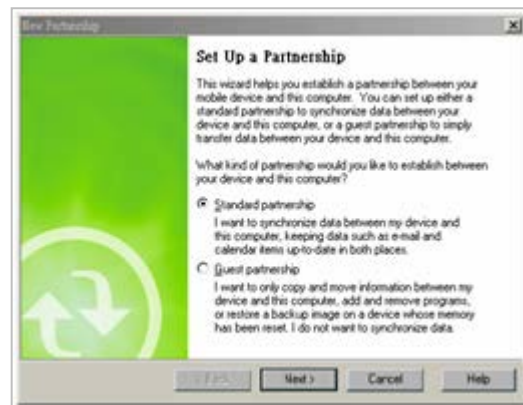 New Partnership
Set Up a Partnership
This wizard helps you establish a partnership between your
mobile device and this computer. You can set up either a
standard partnership to synchronize data between your
device and this computer, or a guest partnership to simply
transfer data between your device and this computer.
What kind of partnership would you like to establish between
your device and this computer?
Standard partnership
I want to synchronize data between my device and
this computer, keeping data such as e-mail and
calendar items up-to-date in both places.
Guest partnership
I want to only copy and move information between my
device and this computer, add and remove programs,
or restore a backup image on a device whose memory
has been reset. I do not want to synchronize data.
< Back
Next >
Cancel
Help